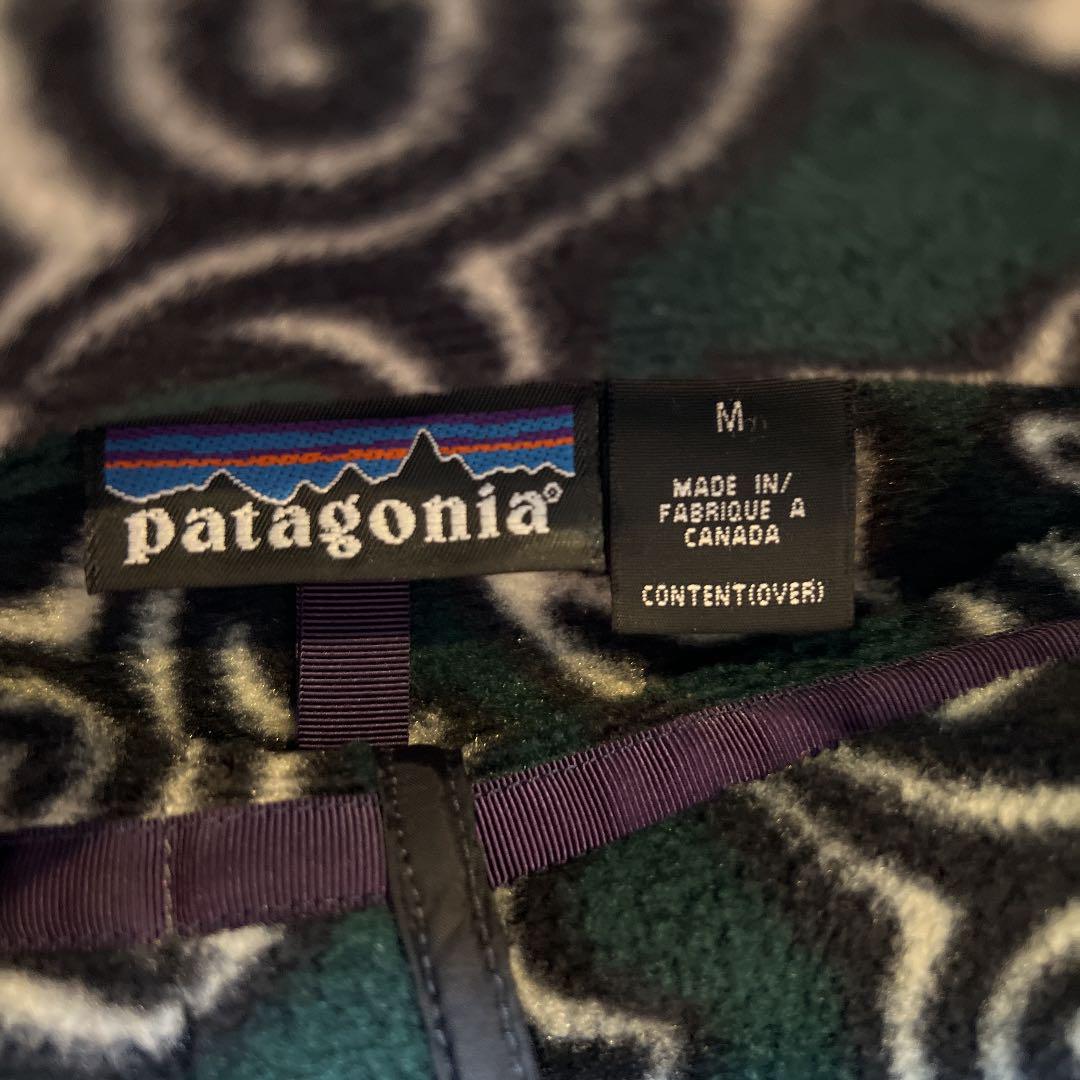 patagonia®
M
MADE IN/
FABRIQUE A
CANADA
CONTENT(OVER)